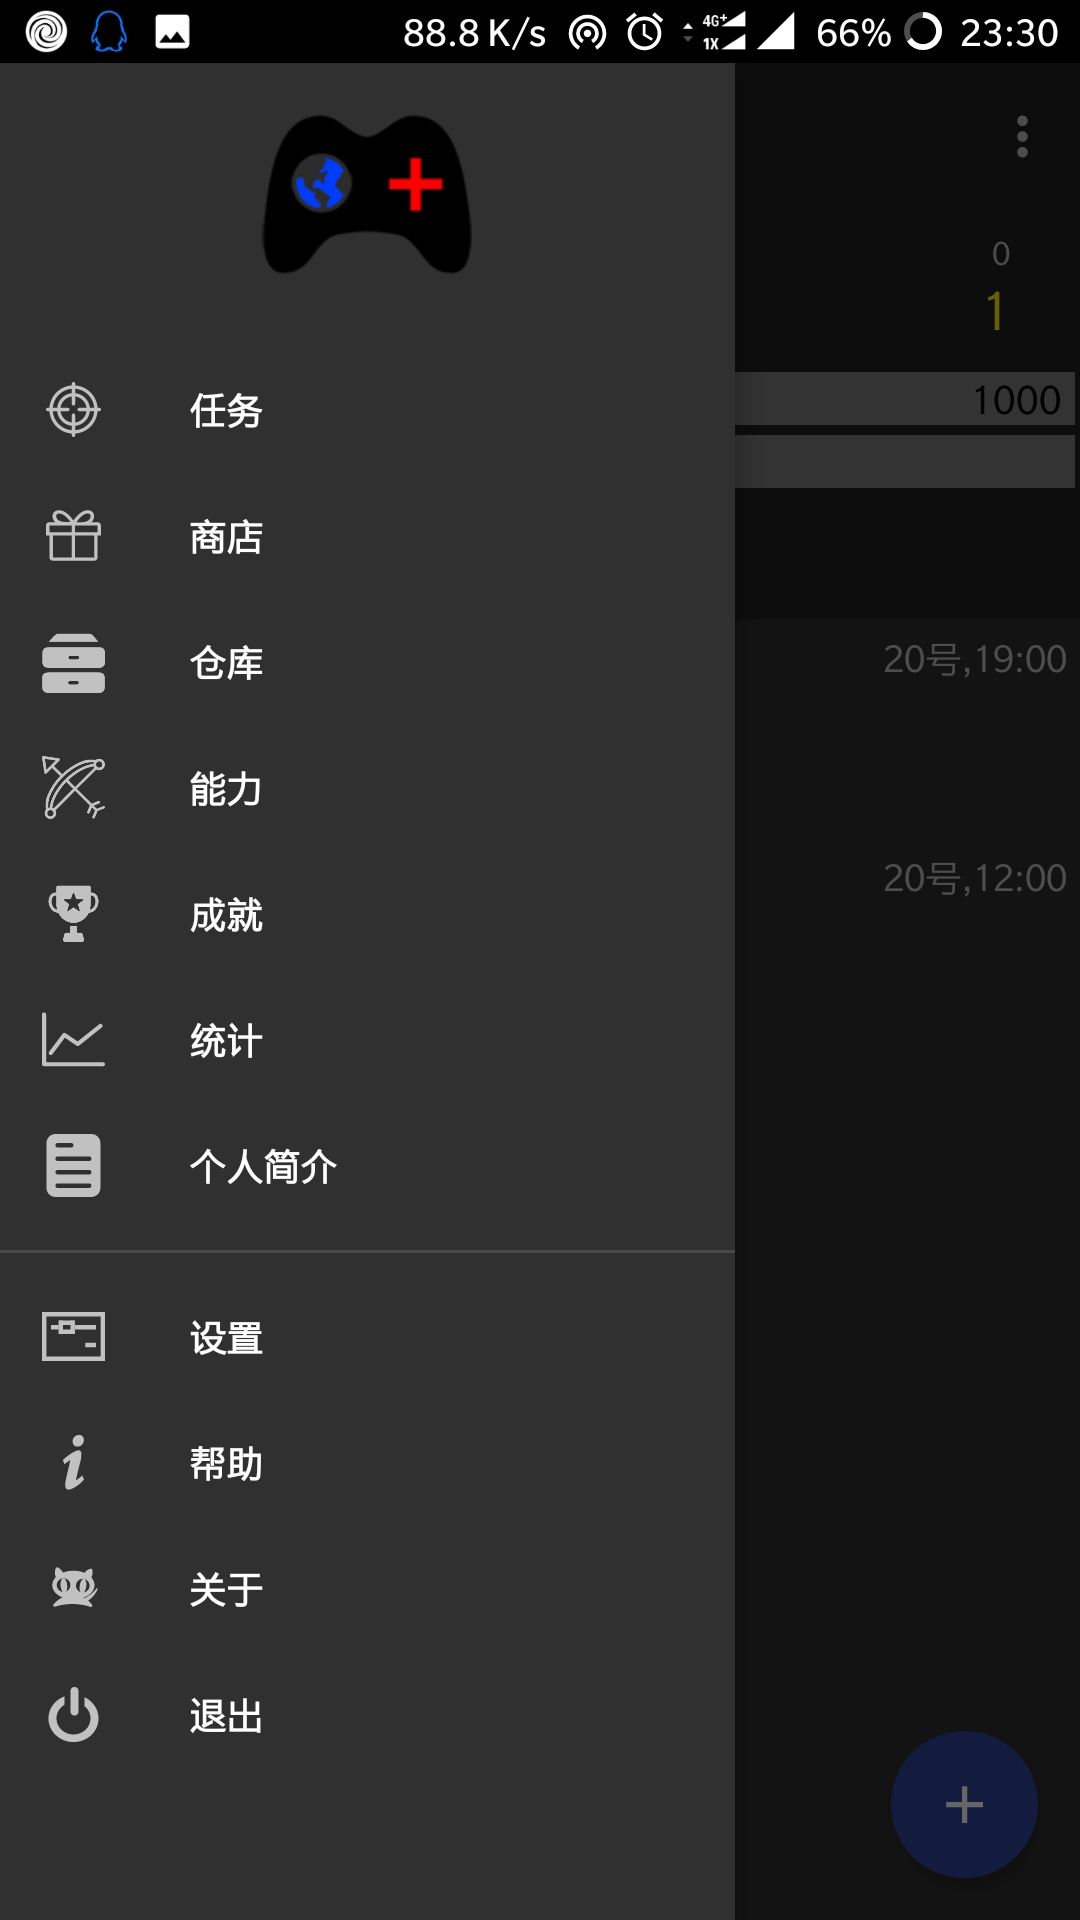 88.8 K/s 4G+ 1X 66% 23:30
0
1
1000
任务
商店
仓库
20号,19:00
能力
20号,12:00
成就
统计
个人简介
设置
帮助
关于
退出